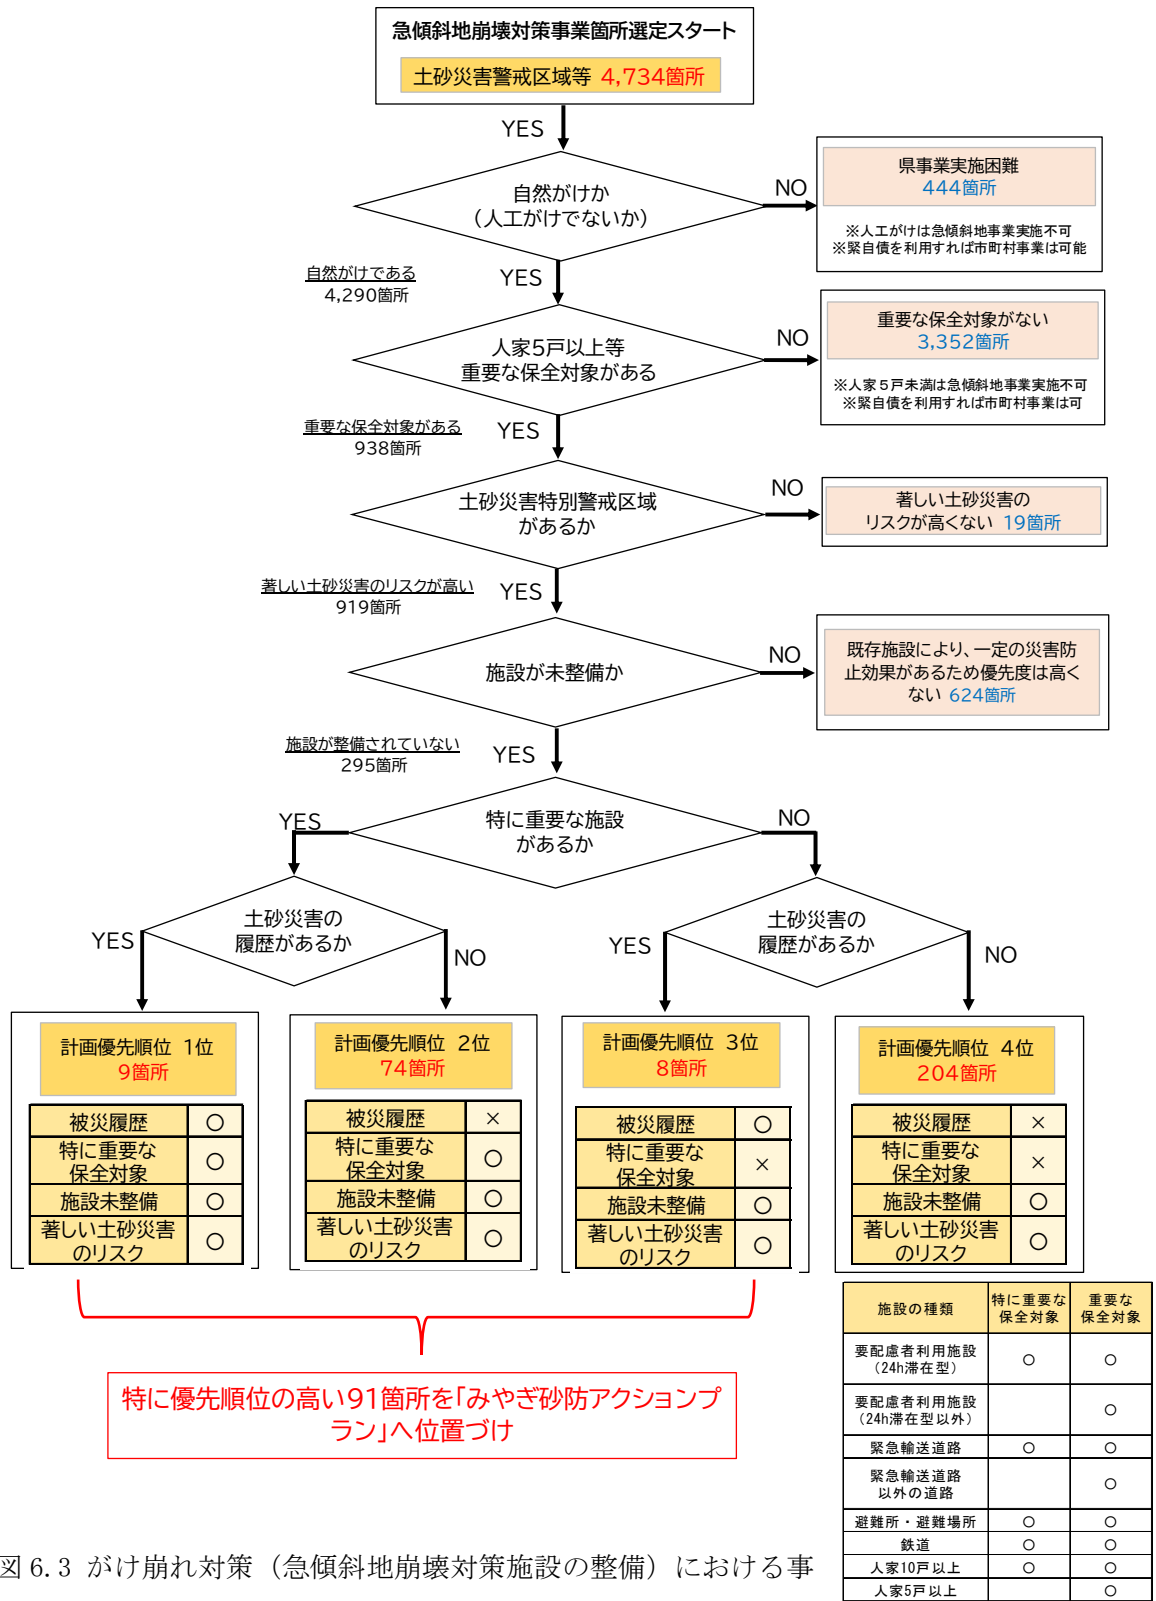 急傾斜地崩壊対策事業箇所選定スタート
土砂災害警戒区域等 4,734箇所
YES
自然がけか
（人工がけでないか）
NO
県事業実施困難
444箇所
※人工がけは急傾斜地事業実施不可
※緊自債を利用すれば市町村事業は可能
自然がけである
4,290箇所
YES
人家5戸以上等
重要な保全対象がある
NO
重要な保全対象がない
3,352箇所
※人家５戸未満は急傾斜地事業実施不可
※緊自債を利用すれば市町村事業は可
重要な保全対象がある
938箇所
YES
土砂災害特別警戒区域
があるか
NO
著しい土砂災害の
リスクが高くない 19箇所
著しい土砂災害のリスクが高い
919箇所
YES
施設が未整備か
NO
既存施設により、一定の災害防
止効果があるため優先度は高く
ない 624箇所
施設が整備されていない
295箇所
YES
特に重要な施設
があるか
YES
NO
土砂災害の
履歴があるか
YES
NO
土砂災害の
履歴があるか
YES
NO
計画優先順位 1位
9箇所
被災履歴 ○
特に重要な
保全対象 ○
施設未整備 ○
著しい土砂災害
のリスク ○
計画優先順位 2位
74箇所
被災履歴 ×
特に重要な
保全対象 ○
施設未整備 ○
著しい土砂災害
のリスク ○
計画優先順位 3位
8箇所
被災履歴 ○
特に重要な
保全対象 ×
施設未整備 ○
著しい土砂災害
のリスク ○
計画優先順位 4位
204箇所
被災履歴 ×
特に重要な
保全対象 ×
施設未整備 ○
著しい土砂災害
のリスク ○
特に優先順位の高い91箇所を「みやぎ砂防アクションプ
ラン」へ位置づけ
施設の種類 特に重要な 重要な
保全対象 保全対象
要配慮者利用施設
（24h滞在型） ○ ○
要配慮者利用施設
（24h滞在型以外） ○
緊急輸送道路 ○ ○
緊急輸送道路
以外の道路 ○
避難所・避難場所 ○ ○
鉄道 ○ ○
人家10戸以上 ○ ○
人家5戸以上 ○
図 6.3 がけ崩れ対策（急傾斜地崩壊対策施設の整備）における事